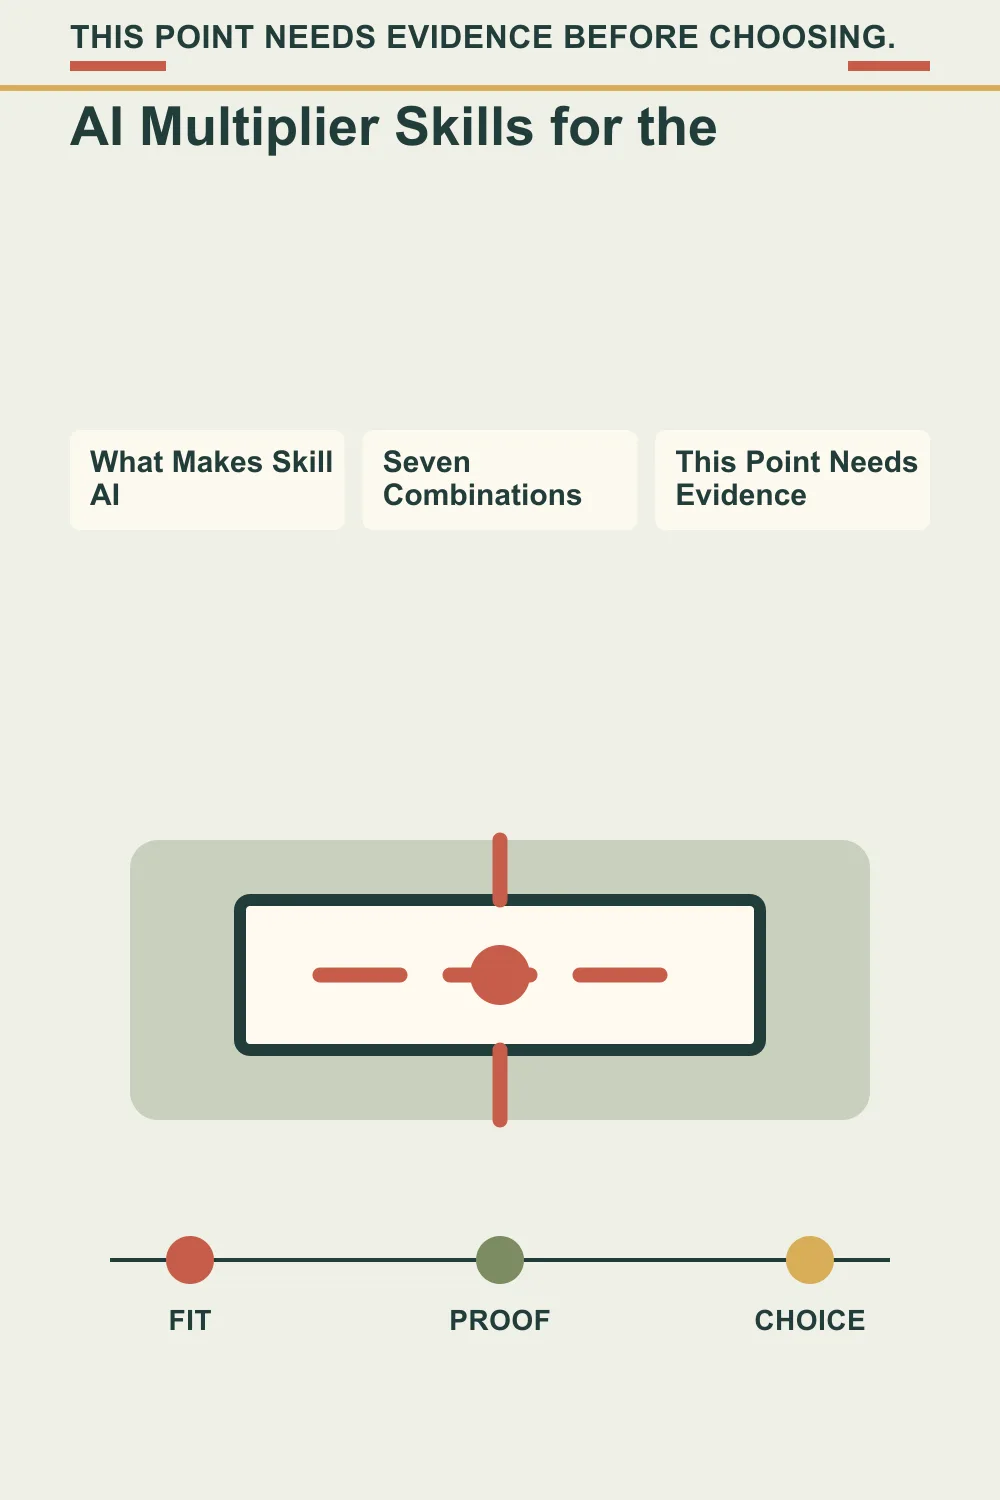 THIS POINT NEEDS EVIDENCE BEFORE CHOOSING.
AI Multiplier Skills for the
What Makes Skill
AI
Seven
Combinations
This Point Needs
Evidence
FIT
PROOF
CHOICE